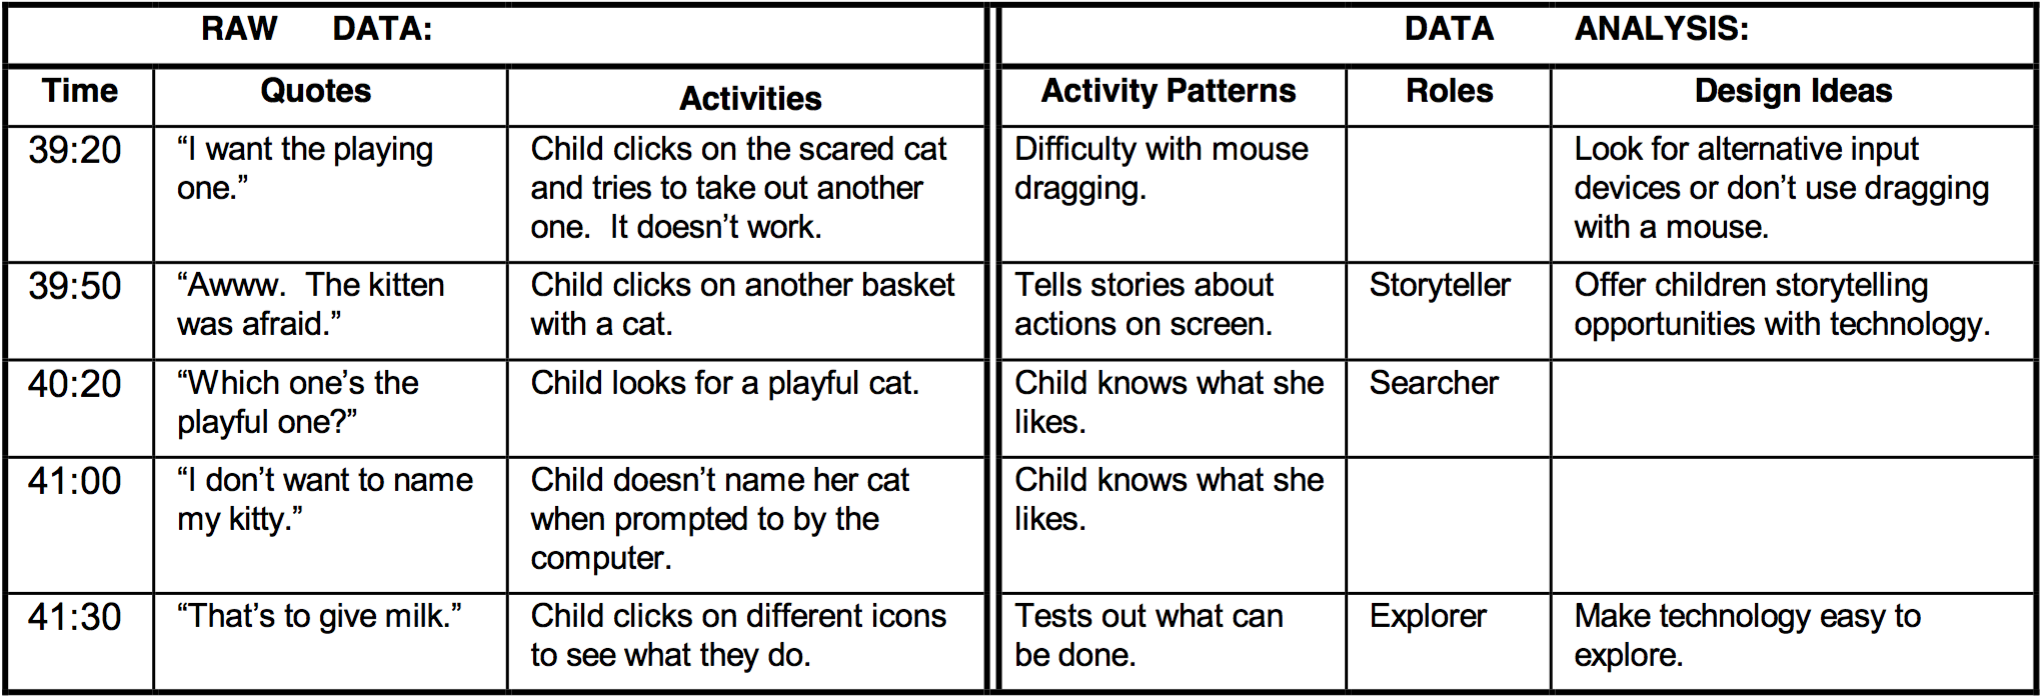 RAW DATA: DATA ANALYSIS:
Time Quotes Activities Activity Patterns Roles Design Ideas
39:20 “I want the playing Child clicks on the scared cat Difficulty with mouse Look for alternative input
one.” and tries to take out another dragging. devices or don’t use dragging
one. It doesn’t work. with a mouse.
39:50 “Awww. The kitten Child clicks on another basket Tells stories about Storyteller Offer children storytelling
was afraid.” with a cat. actions on screen. opportunities with technology.
40:20 “Which one’s the Child looks for a playful cat. Child knows what she Searcher
playful one?” likes.
41:00 “I don’t want to name Child doesn’t name her cat Child knows what she
my kitty.” when prompted to by the likes.
computer.
41:30 “That’s to give milk.” Child clicks on different icons Tests out what can Explorer Make technology easy to
to see what they do. be done. explore.